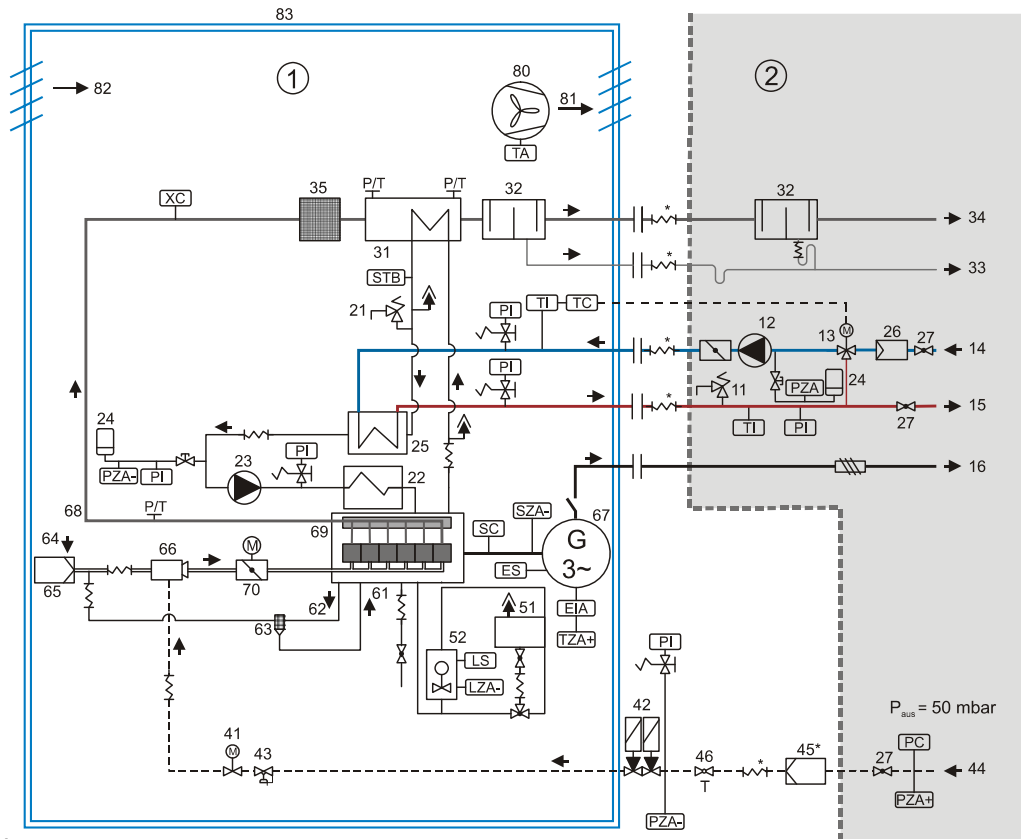 83
1
2
80
82
81
TA
XC
35
P/T
P/T
32
32
34
31
*
33
STB
*
21
PI
TI
TC
12
M
13
26
27
14
*
PI
PZA
24
11
15
*
TI
PI
27
24
25
PI
PZA-
PI
23
22
16
68
P/T
69
SC
SZA-
67
G
3~
64
66
M
65
70
ES
62
61
51
EIA
63
TZA+
52
LS
PI
LZA-
P aus = 50 mbar
41
M
43
42
46
45*
27
PC
*
44
PZA-
PZA+